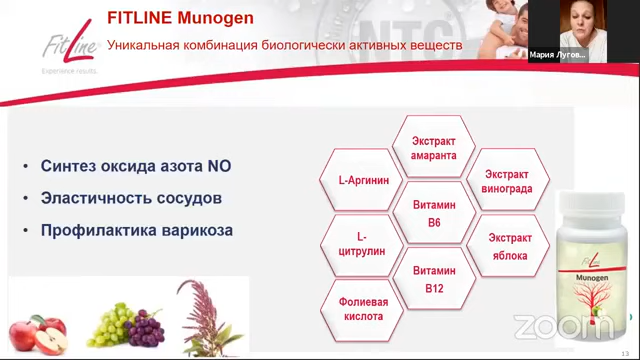 FITLINE Munogen
Уникальная комбинация биологически активных веществ
FitLine
Experience results.
NTC
Мария Лугов...
• Синтез оксида азота NO
• Эластичность сосудов
• Профилактика варикоза
Экстракт
амаранта
L-Аргинин
Экстракт
винограда
Витамин
B6
L-
цитрулин
Экстракт
яблока
Витамин
B12
Фолиевая
кислота
FitLine
Munogen
zoom
13